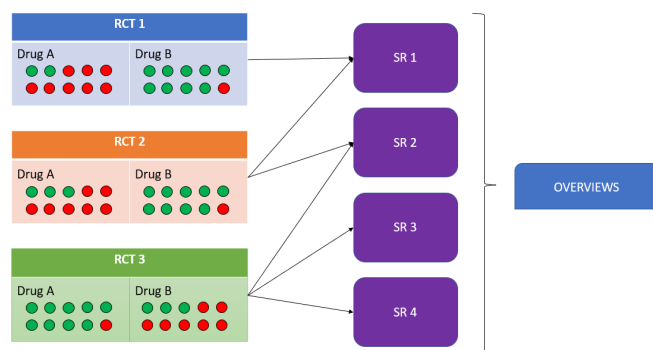 RCT 1
Drug A
Drug B
RCT 2
Drug A
Drug B
RCT 3
Drug A
Drug B
SR 1
SR 2
SR 3
SR 4
OVERVIEWS